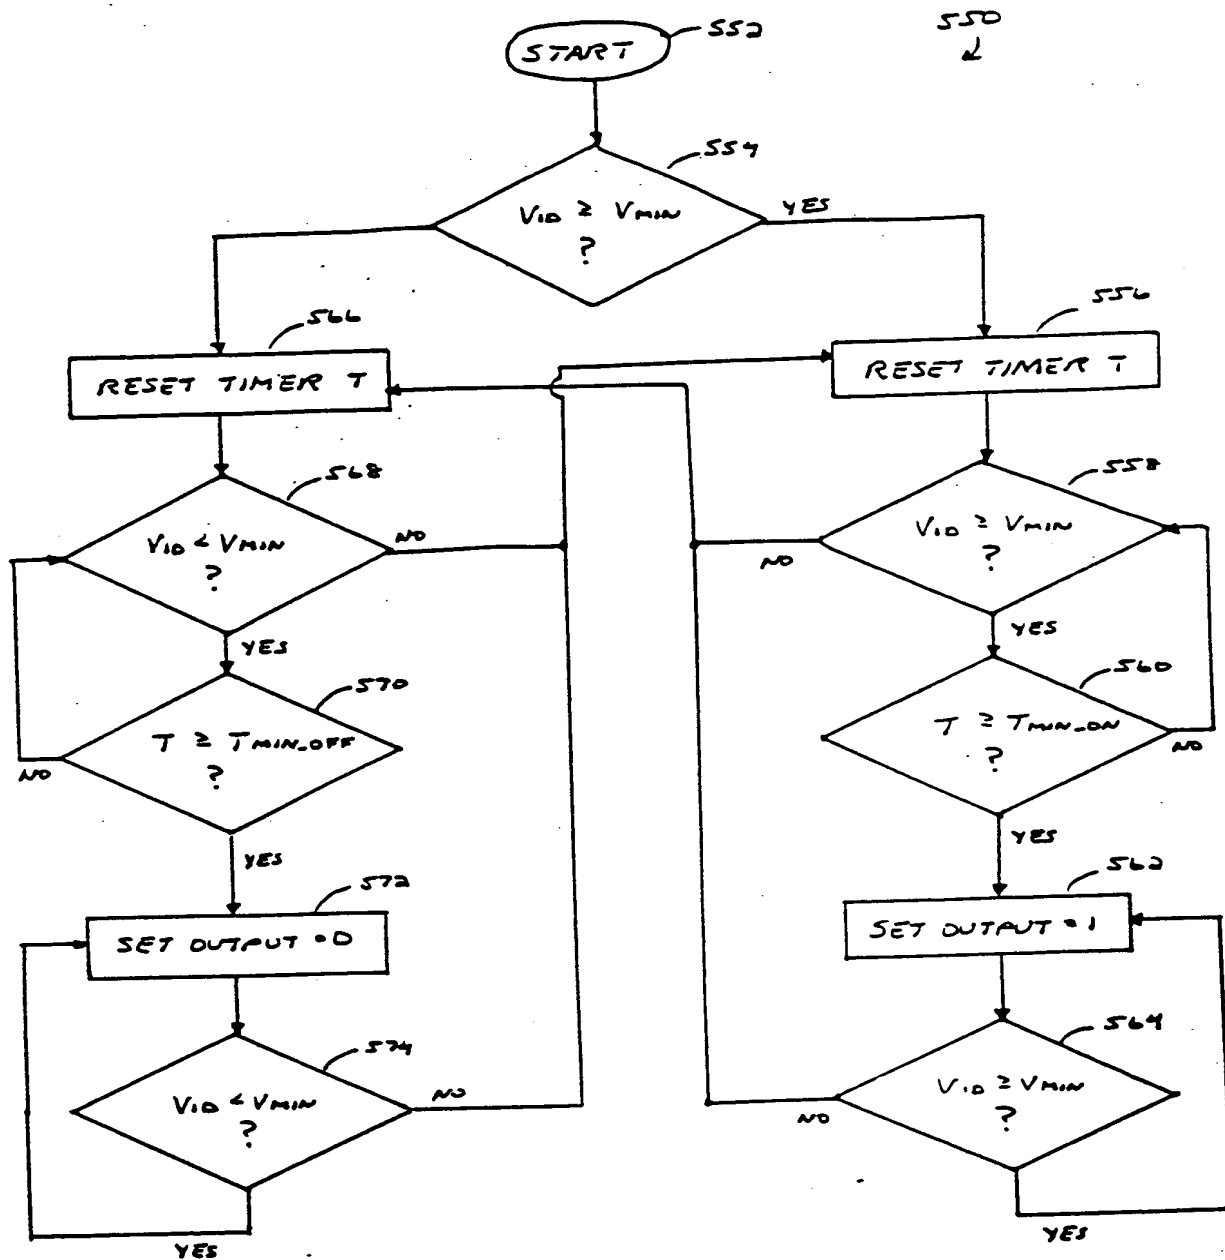 START
552
550
554
VID ≥ VMIN
?
YES
566
556
RESET TIMER T
RESET TIMER T
568
558
VID < VMIN
?
NO
VID ≥ VMIN
?
NO
YES
YES
570
560
T ≥ TMIN_OFF
?
NO
T ≥ TMIN_ON
?
NO
YES
YES
572
562
SET OUTPUT = 0
SET OUTPUT = 1
574
564
VID < VMIN
?
NO
VID ≥ VMIN
?
NO
YES
YES